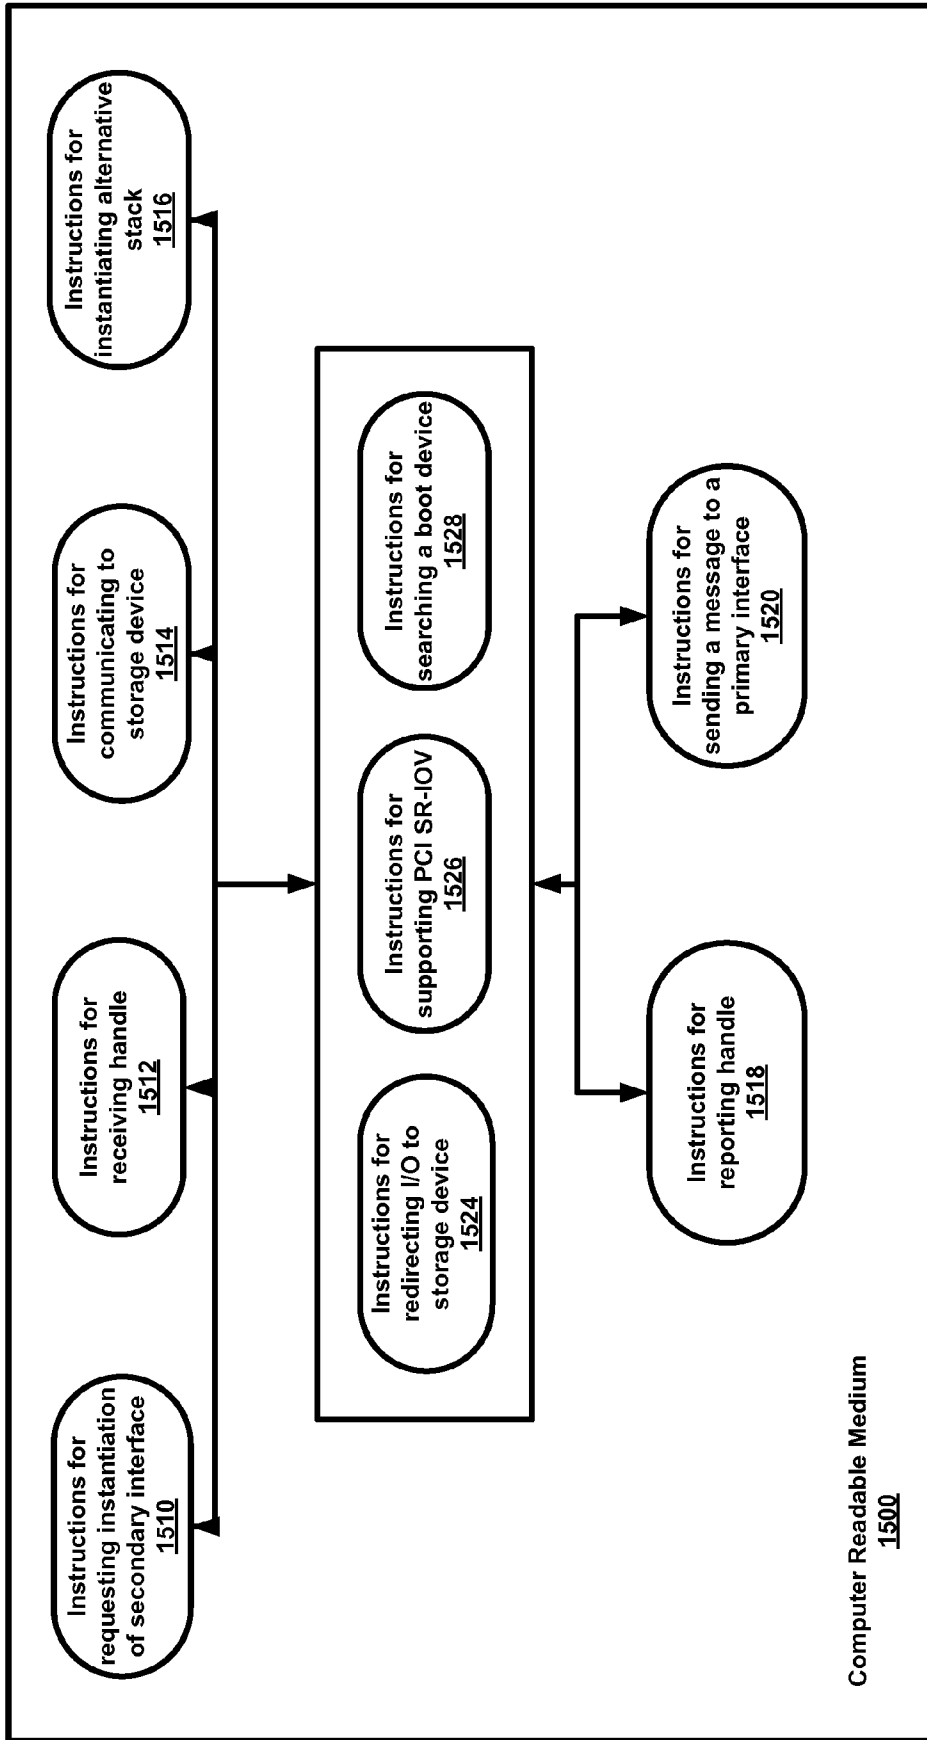 Instructions for
requesting instantiation
of secondary interface
1510
Instructions for
receiving handle
1512
Instructions for
communicating to
storage device
1514
Instructions for
instantiating alternative
stack
1516
Instructions for
redirecting I/O to
storage device
1524
Instructions for
supporting PCI SR-IOV
1526
Instructions for
searching a boot device
1528
Instructions for
reporting handle
1518
Instructions for
sending a message to a
primary interface
1520
Computer Readable Medium
1500